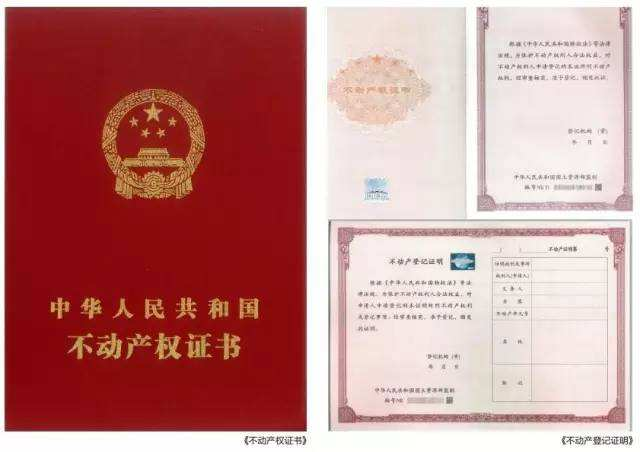 中华人民共和国
不动产权证书
《不动产权证书》
不动产权证书
根据《中华人民共和国物权法》等法律
法规，为保护不动产权利人合法权益，对
不动产权利人申请登记的本证所列不动产
权利，经审查核实，准予登记，颁发此证。
登记机构（章）
年 月 日
中华人民共和国国土资源部监制
编号NO.
不动产登记证明
根据《中华人民共和国物权法》等法
律法规，为保护不动产权利人合法权益，对
申请人申请登记的本证明所列不动产权利
或登记事项，经审查核实，准予登记，颁发
此证明。
登记机构（章）
年 月 日
中华人民共和国国土资源部监制
编号NO.
（ ） 不动产证明第 号
证明权利或事项
权利人(申请人)
义务人
坐落
不动产单元号
其他
附记
《不动产登记证明》